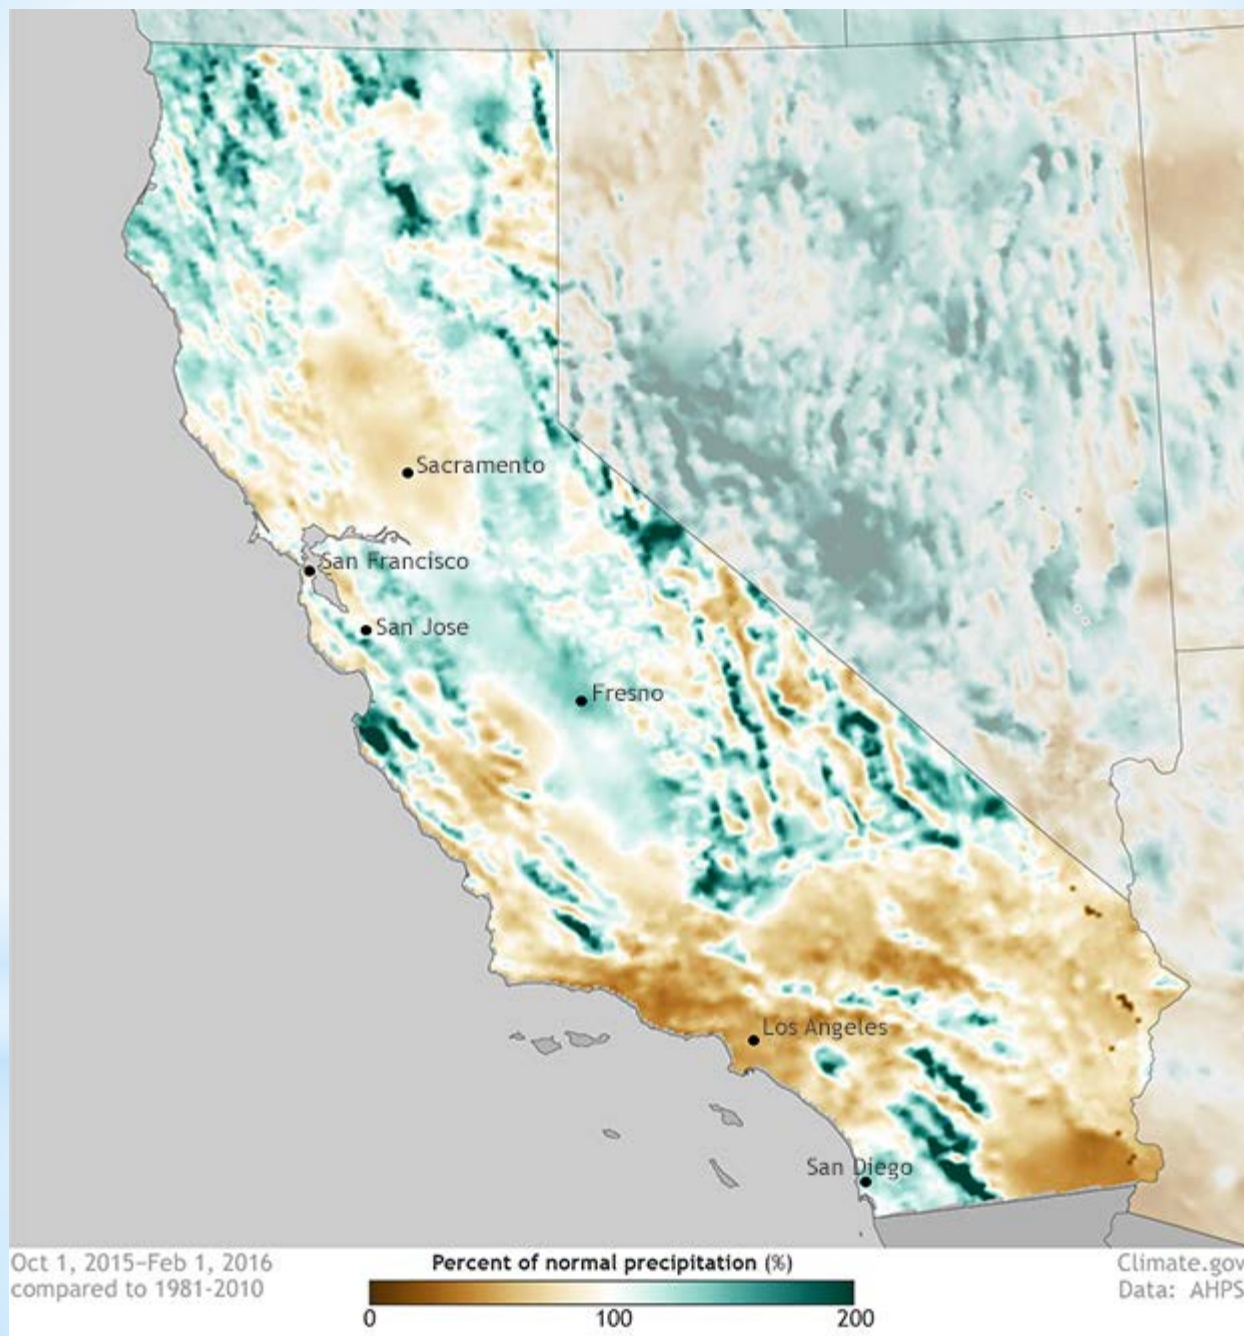 Sacramento
San Francisco
San Jose
Fresno
Los Angeles
San Diego
Oct 1, 2015-Feb 1, 2016
compared to 1981-2010
Percent of normal precipitation (%)
0 100 200
Climate.gov
Data: AHPS